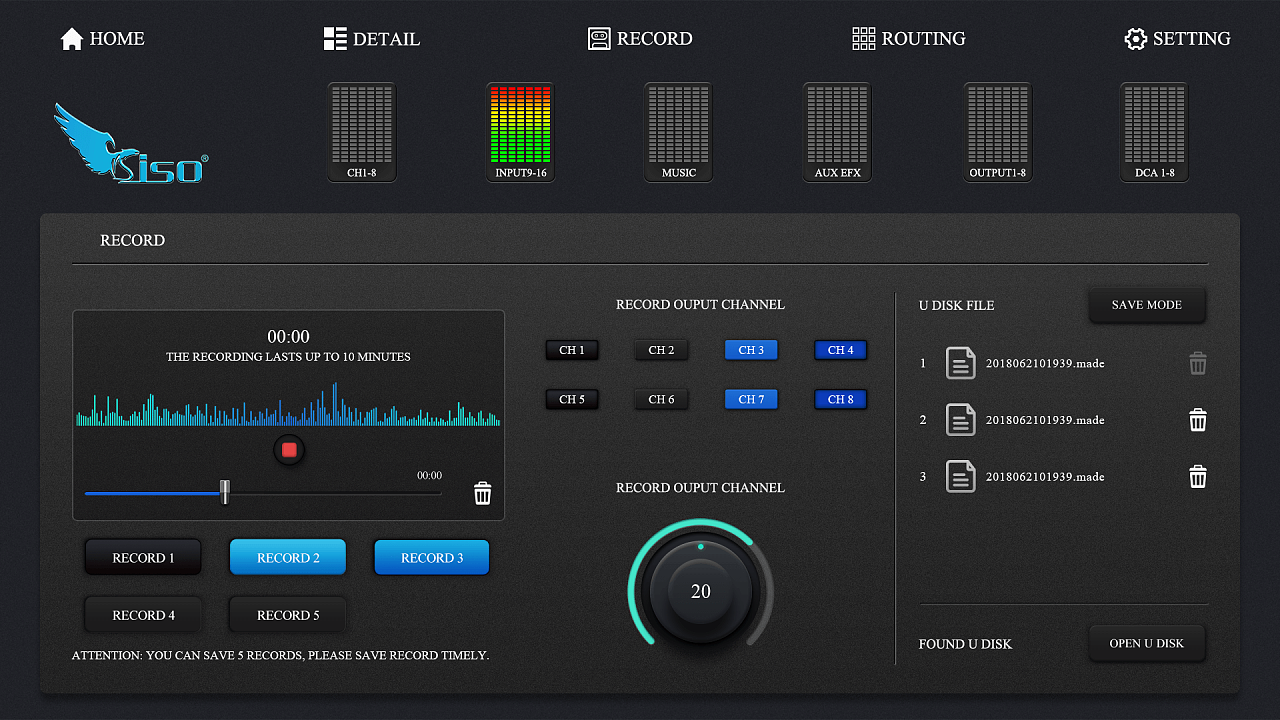 HOME
DETAIL
RECORD
ROUTING
SETTING
siso®
CH1-8
INPUT9-16
MUSIC
AUX EFX
OUTPUT1-8
DCA 1-8
RECORD
00:00
THE RECORDING LASTS UP TO 10 MINUTES
00:00
RECORD 1
RECORD 2
RECORD 3
RECORD 4
RECORD 5
ATTENTION: YOU CAN SAVE 5 RECORDS, PLEASE SAVE RECORD TIMELY.
RECORD OUPUT CHANNEL
CH 1
CH 2
CH 3
CH 4
CH 5
CH 6
CH 7
CH 8
RECORD OUPUT CHANNEL
20
U DISK FILE
SAVE MODE
1 2018062101939.made
2 2018062101939.made
3 2018062101939.made
FOUND U DISK
OPEN U DISK